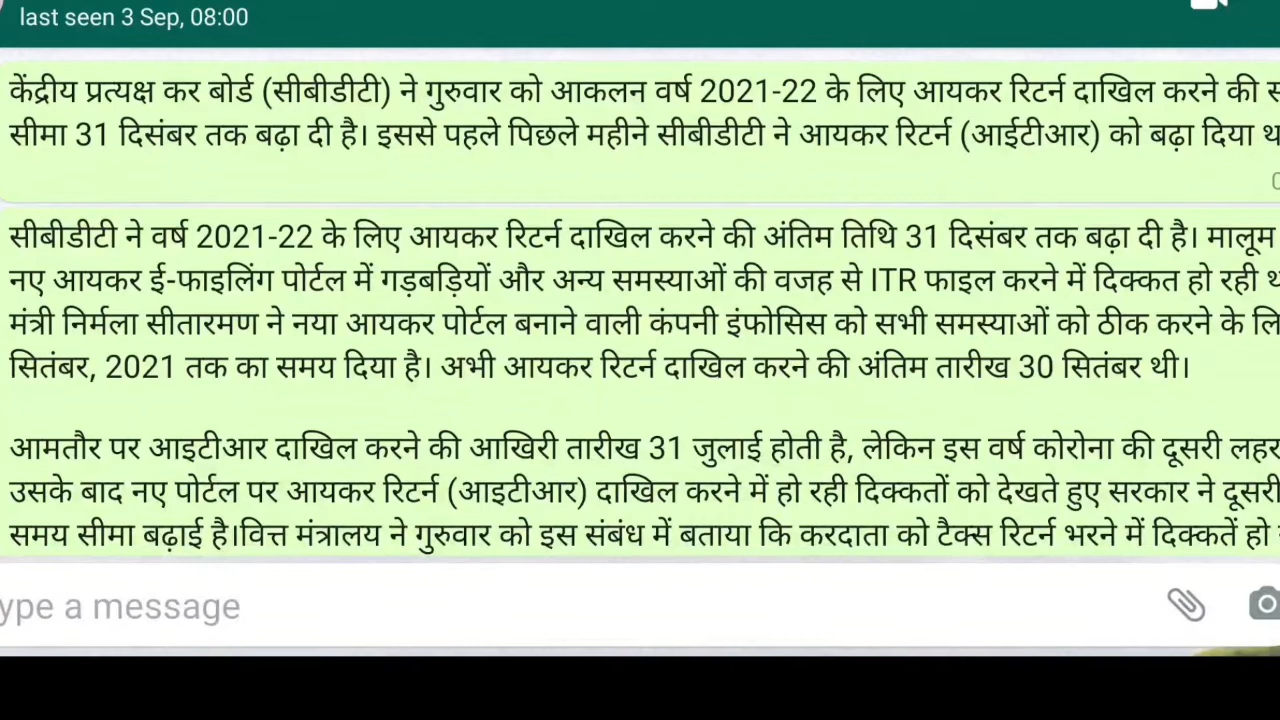 last seen 3 Sep, 08:00
केंद्रीय प्रत्यक्ष कर बोर्ड (सीबीडीटी) ने गुरुवार को आकलन वर्ष 2021-22 के लिए आयकर रिटर्न दाखिल करने की
सीमा 31 दिसंबर तक बढ़ा दी है। इससे पहले पिछले महीने सीबीडीटी ने आयकर रिटर्न (आईटीआर) को बढ़ा दिया
सीबीडीटी ने वर्ष 2021-22 के लिए आयकर रिटर्न दाखिल करने की अंतिम तिथि 31 दिसंबर तक बढ़ा दी है। मालूम
नए आयकर ई-फाइलिंग पोर्टल में गड़बड़ियों और अन्य समस्याओं की वजह से ITR फाइल करने में दिक्कत हो रही
मंत्री निर्मला सीतारमण ने नया आयकर पोर्टल बनाने वाली कंपनी इंफोसिस को सभी समस्याओं को ठीक करने के
सितंबर, 2021 तक का समय दिया है। अभी आयकर रिटर्न दाखिल करने की अंतिम तारीख 30 सितंबर थी।
आमतौर पर आइटीआर दाखिल करने की आखिरी तारीख 31 जुलाई होती है, लेकिन इस वर्ष कोरोना की दूसरी लहर
उसके बाद नए पोर्टल पर आयकर रिटर्न (आइटीआर) दाखिल करने में हो रही दिक्कतों को देखते हुए सरकार ने दूसरी
समय सीमा बढ़ाई है।वित्त मंत्रालय ने गुरुवार को इस संबंध में बताया कि करदाता को टैक्स रिटर्न भरने में दिक्कतें हो
ype a message